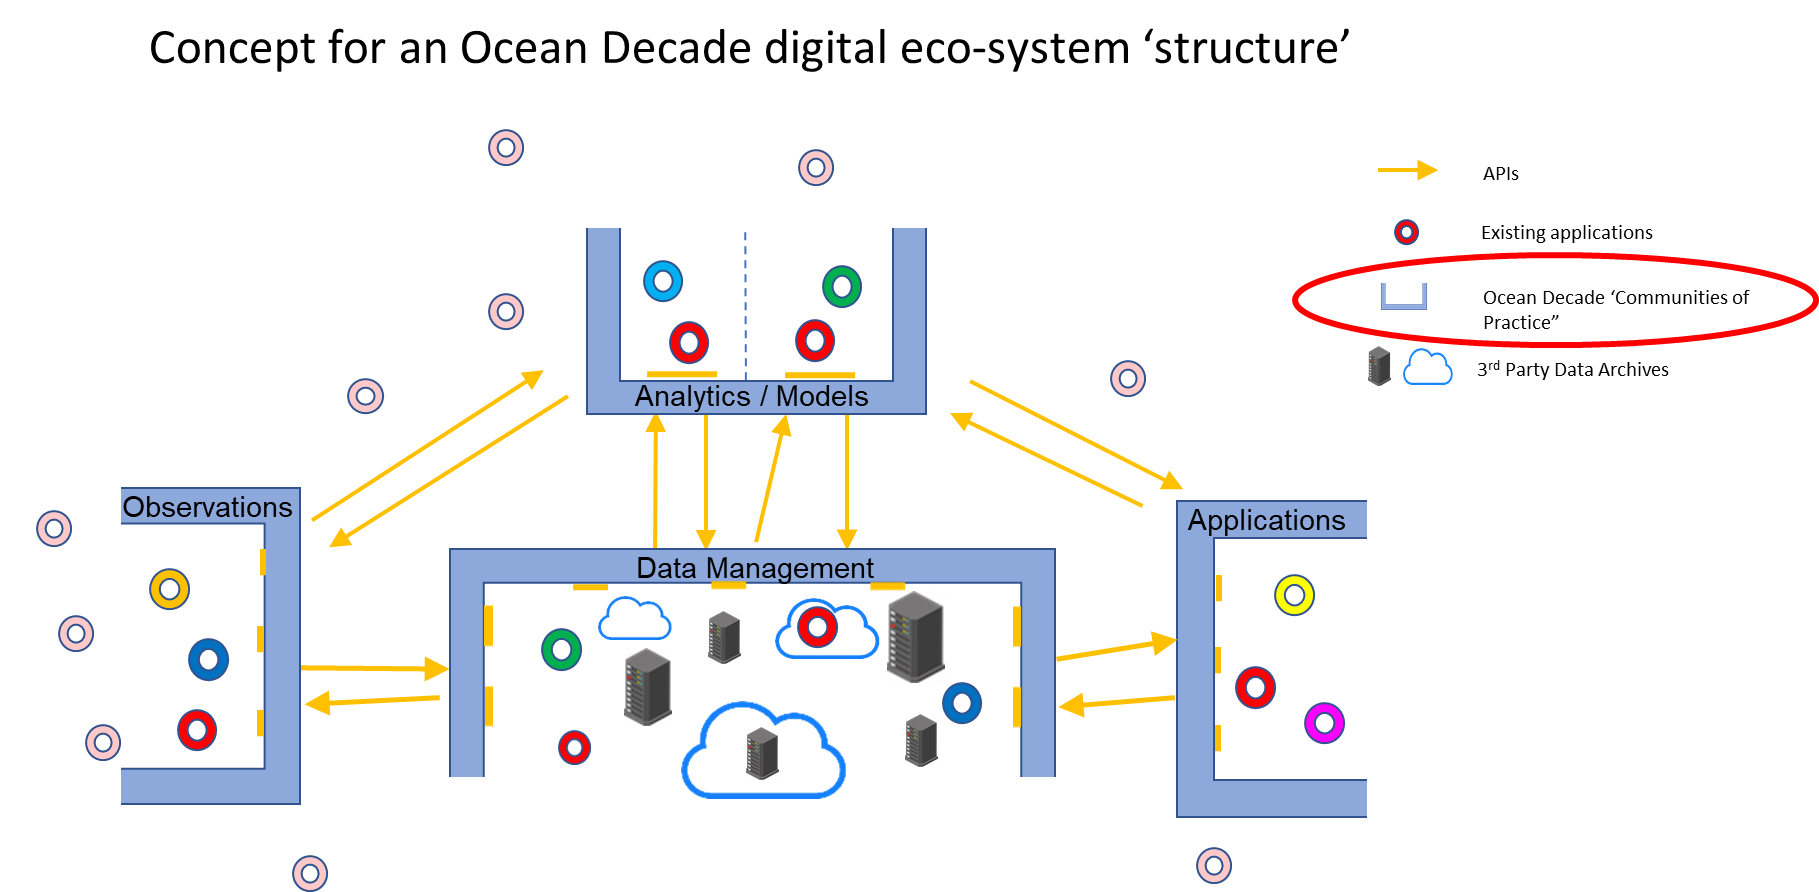 Concept for an Ocean Decade digital eco-system ‘structure’
APIs
Existing applications
Ocean Decade ‘Communities of
Practice”
3rd Party Data Archives
Analytics / Models
Observations
Applications
Data Management